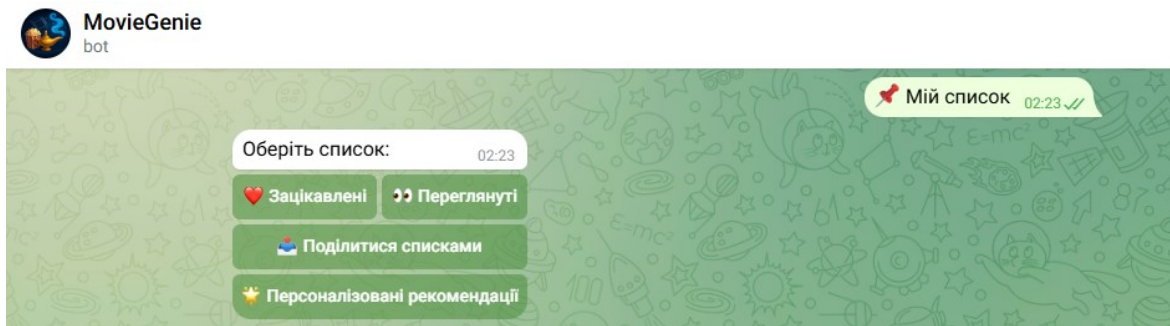 MovieGenie
bot
📌 Мій список 02:23
Оберіть список: 02:23
❤️ Зацікавлені 👀 Переглянуті
📤 Поділитися списками
🌟 Персоналізовані рекомендації